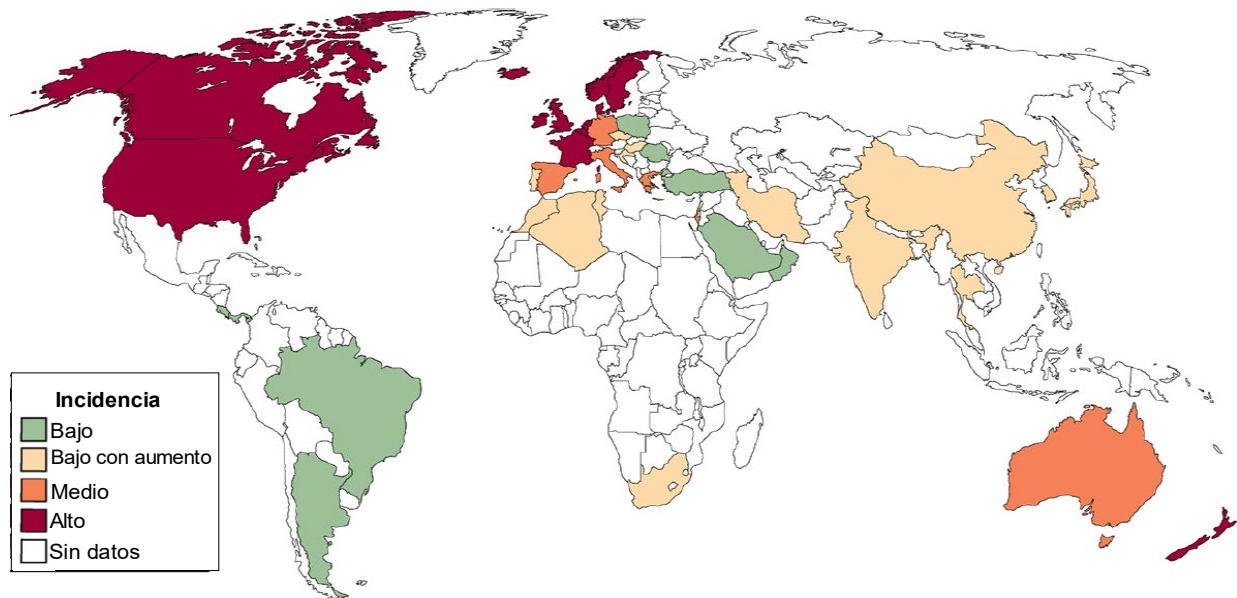 Incidencia
Bajo
Bajo con aumento
Medio
Alto
Sin datos